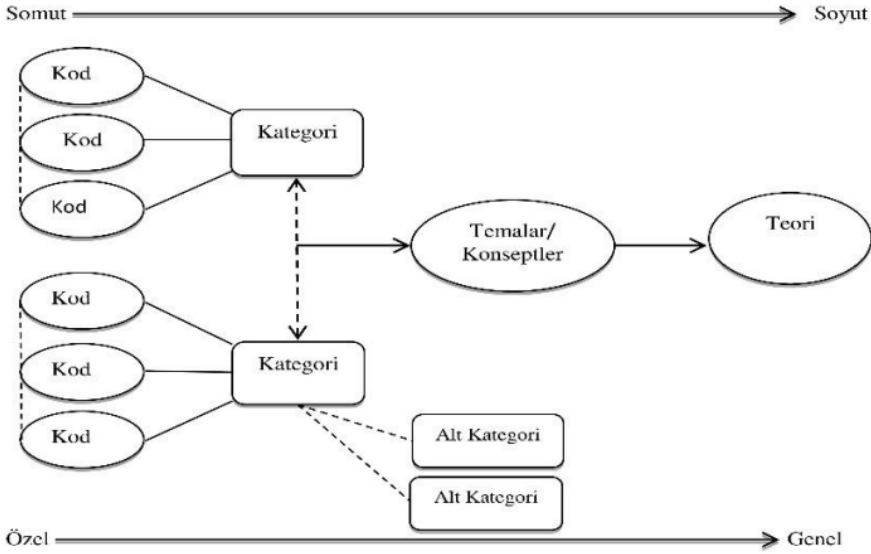 Somut
Soyut
Kod
Kod
Kod
Kategori
Temalar/
Konseptler
Teori
Kod
Kod
Kod
Kategori
Alt Kategori
Alt Kategori
Özel
Genel